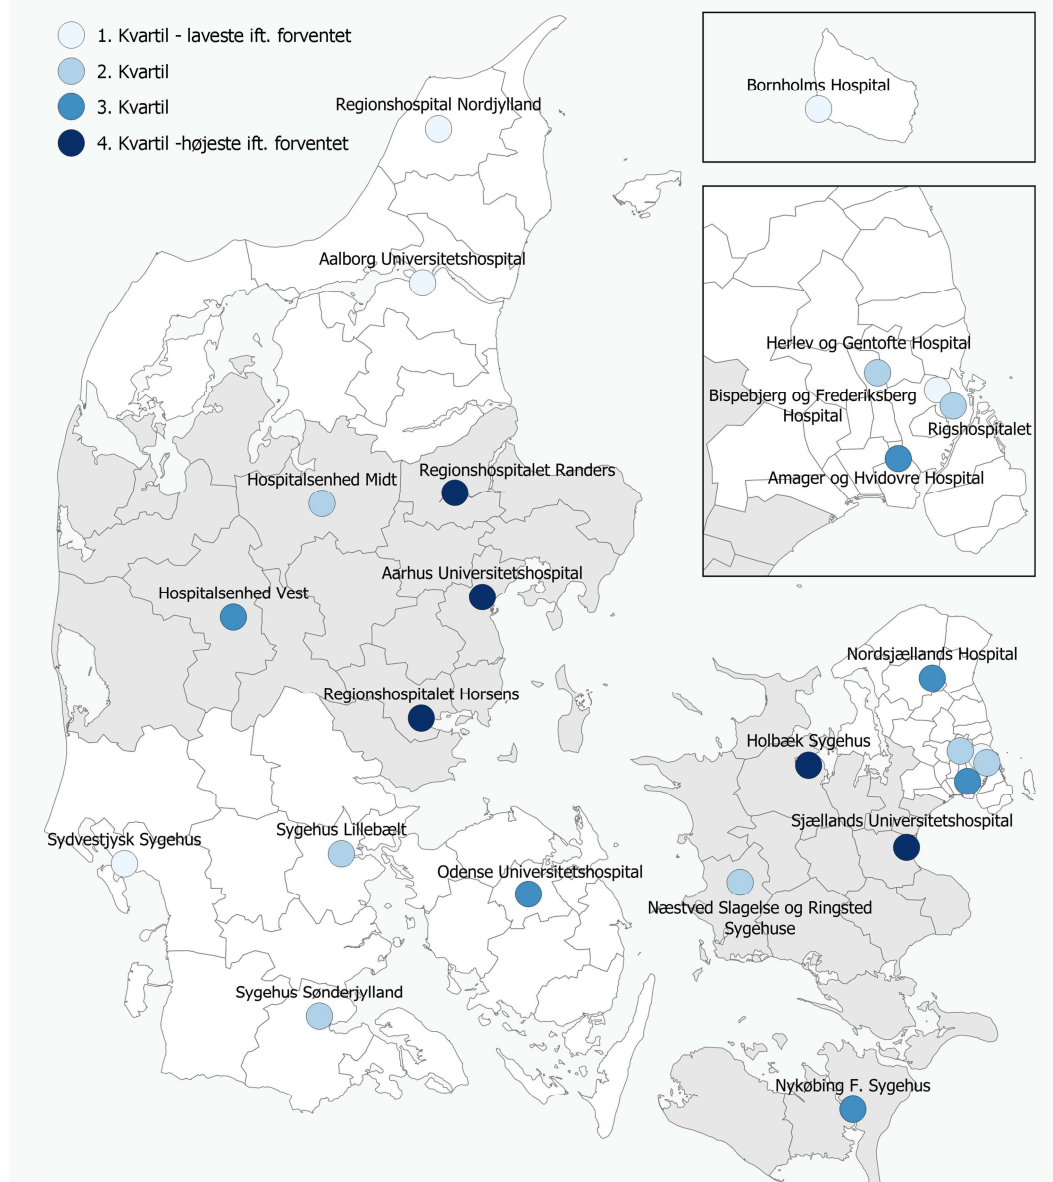 1. Kvartil - laveste ift. forventet
2. Kvartil
3. Kvartil
4. Kvartil -højeste ift. forventet
Bornholms Hospital
Regionshospital Nordjylland
Aalborg Universitetshospital
Herlev og Gentofte Hospital
Bispebjerg og Frederiksberg
Hospital
Rigshospitalet
Amager og Hvidovre Hospital
Hospitalsenhed Midt
Regionshospitalet Randers
Aarhus Universitetshospital
Hospitalsenhed Vest
Regionshospitalet Horsens
Nordsjællands Hospital
Holbæk Sygehus
Sjællands Universitetshospital
Sydvestjysk Sygehus
Sygehus Lillebælt
Odense Universitetshospital
Næstved Slagelse og Ringsted
Sygehuse
Sygehus Sønderjylland
Nykøbing F. Sygehus